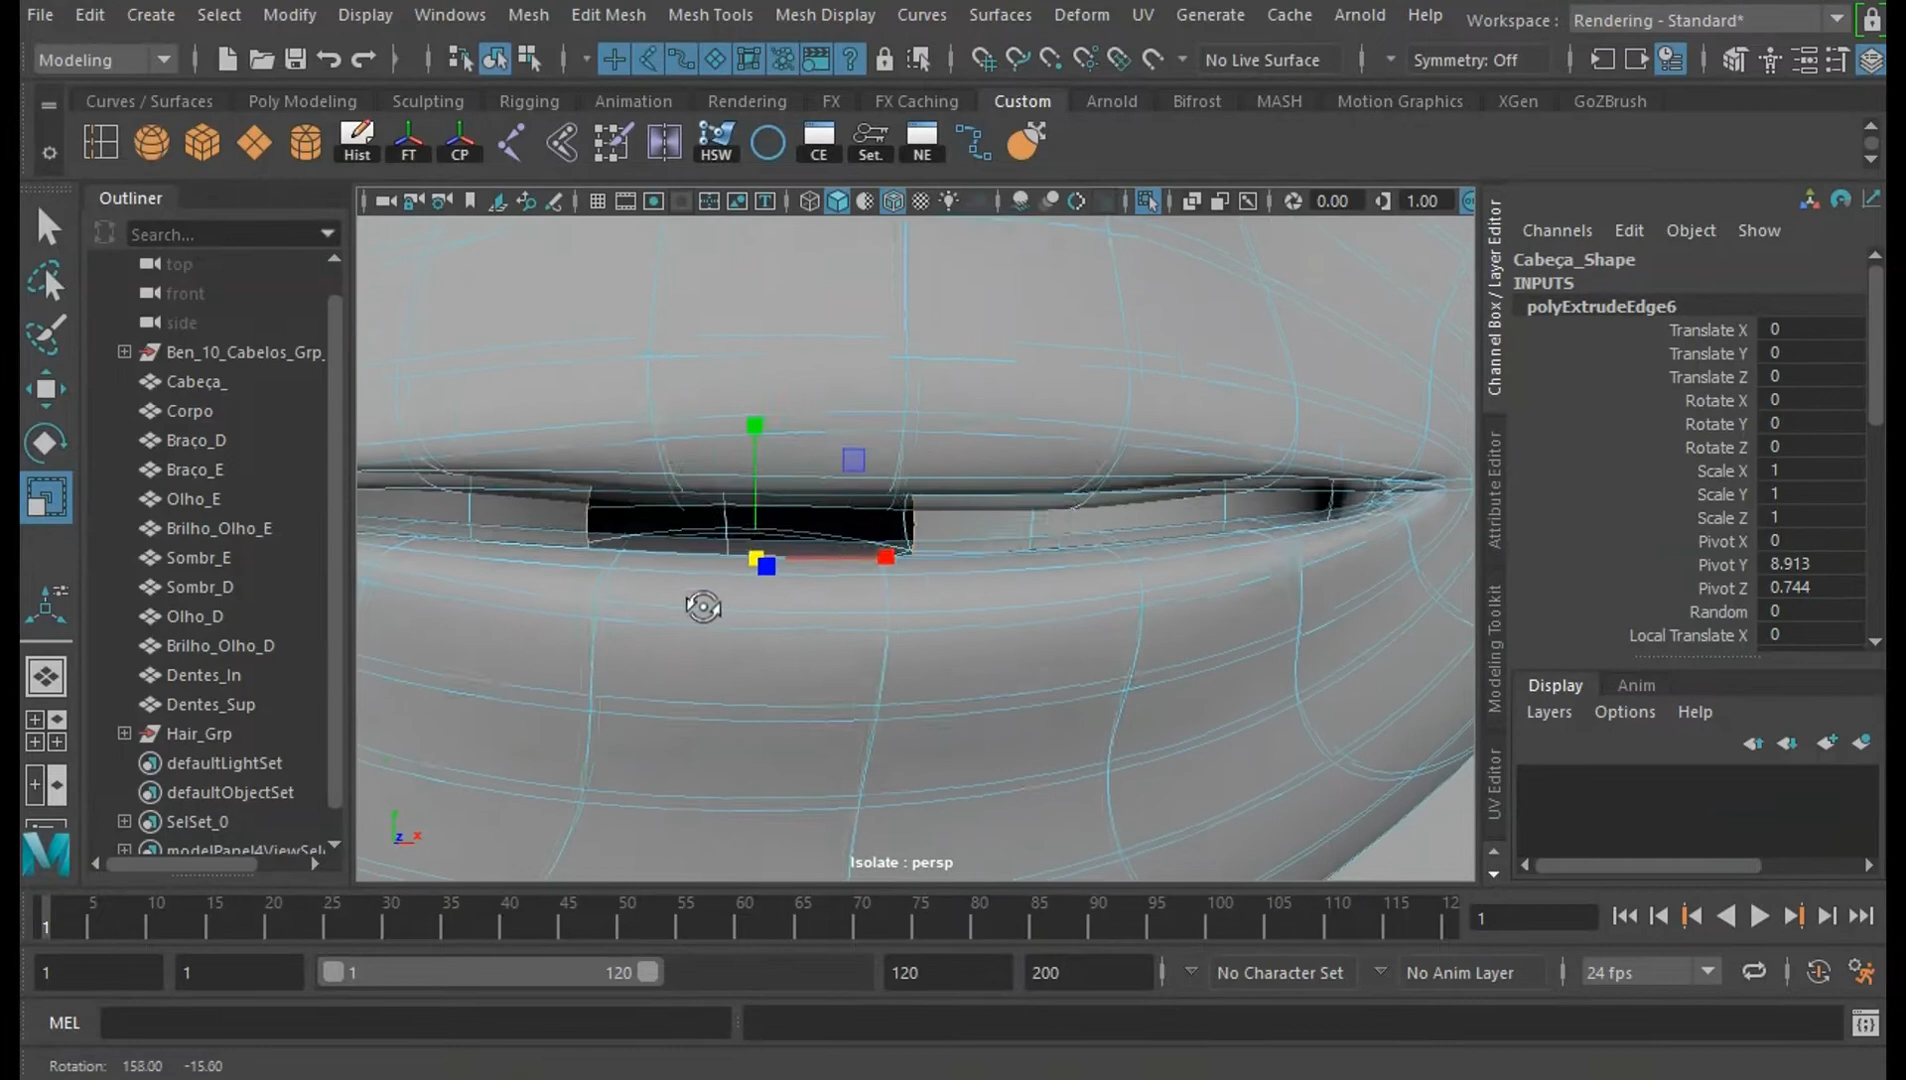 File Edit Create Select Modify Display Windows Mesh Edit Mesh Mesh Tools Mesh Display Curves Surfaces Deform UV Generate Cache Arnold Help Workspace : Rendering - Standard*
Modeling No Live Surface Symmetry: Off
Curves / Surfaces Poly Modeling Sculpting Rigging Animation Rendering FX FX Caching Custom Arnold Bifrost MASH Motion Graphics XGen GoZBrush
Hist FT CP HSW CE Set. NE
Outliner
Search...
0.00 1.00
top
front
side
Ben_10_Cabelos_Grp_
Cabeça_
Corpo
Braço_D
Braço_E
Olho_E
Brilho_Olho_E
Sombr_E
Sombr_D
Olho_D
Brilho_Olho_D
Dentes_In
Dentes_Sup
Hair_Grp
defaultLightSet
defaultObjectSet
SelSet_0
modelPanel4ViewSel
z x
Isolate : persp
Channel Box / Layer Editor
Attribute Editor
Modeling Toolkit
UV Editor
Channels Edit Object Show
Cabeça_Shape
INPUTS
polyExtrudeEdge6
Translate X 0
Translate Y 0
Translate Z 0
Rotate X 0
Rotate Y 0
Rotate Z 0
Scale X 1
Scale Y 1
Scale Z 1
Pivot X 0
Pivot Y 8.913
Pivot Z 0.744
Random 0
Local Translate X 0
Display Anim
Layers Options Help
5 10 15 20 25 30 35 40 45 50 55 60 65 70 75 80 85 90 95 100 105 110 115 12
1 1
1 1 1 120 120 200 No Character Set No Anim Layer 24 fps
MEL
Rotation: 158.00 -15.60